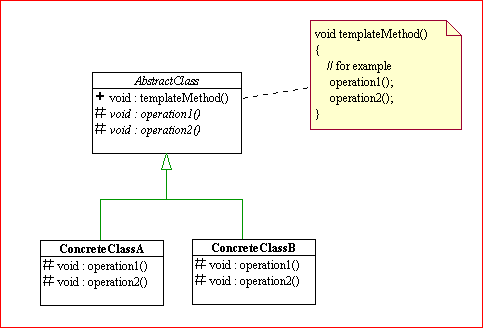 void templateMethod()
{
// for example
operation1();
operation2();
}
AbstractClass
+ void : templateMethod()
# void : operation1()
# void : operation2()
ConcreteClassA
# void : operation1()
# void : operation2()
ConcreteClassB
# void : operation1()
# void : operation2()